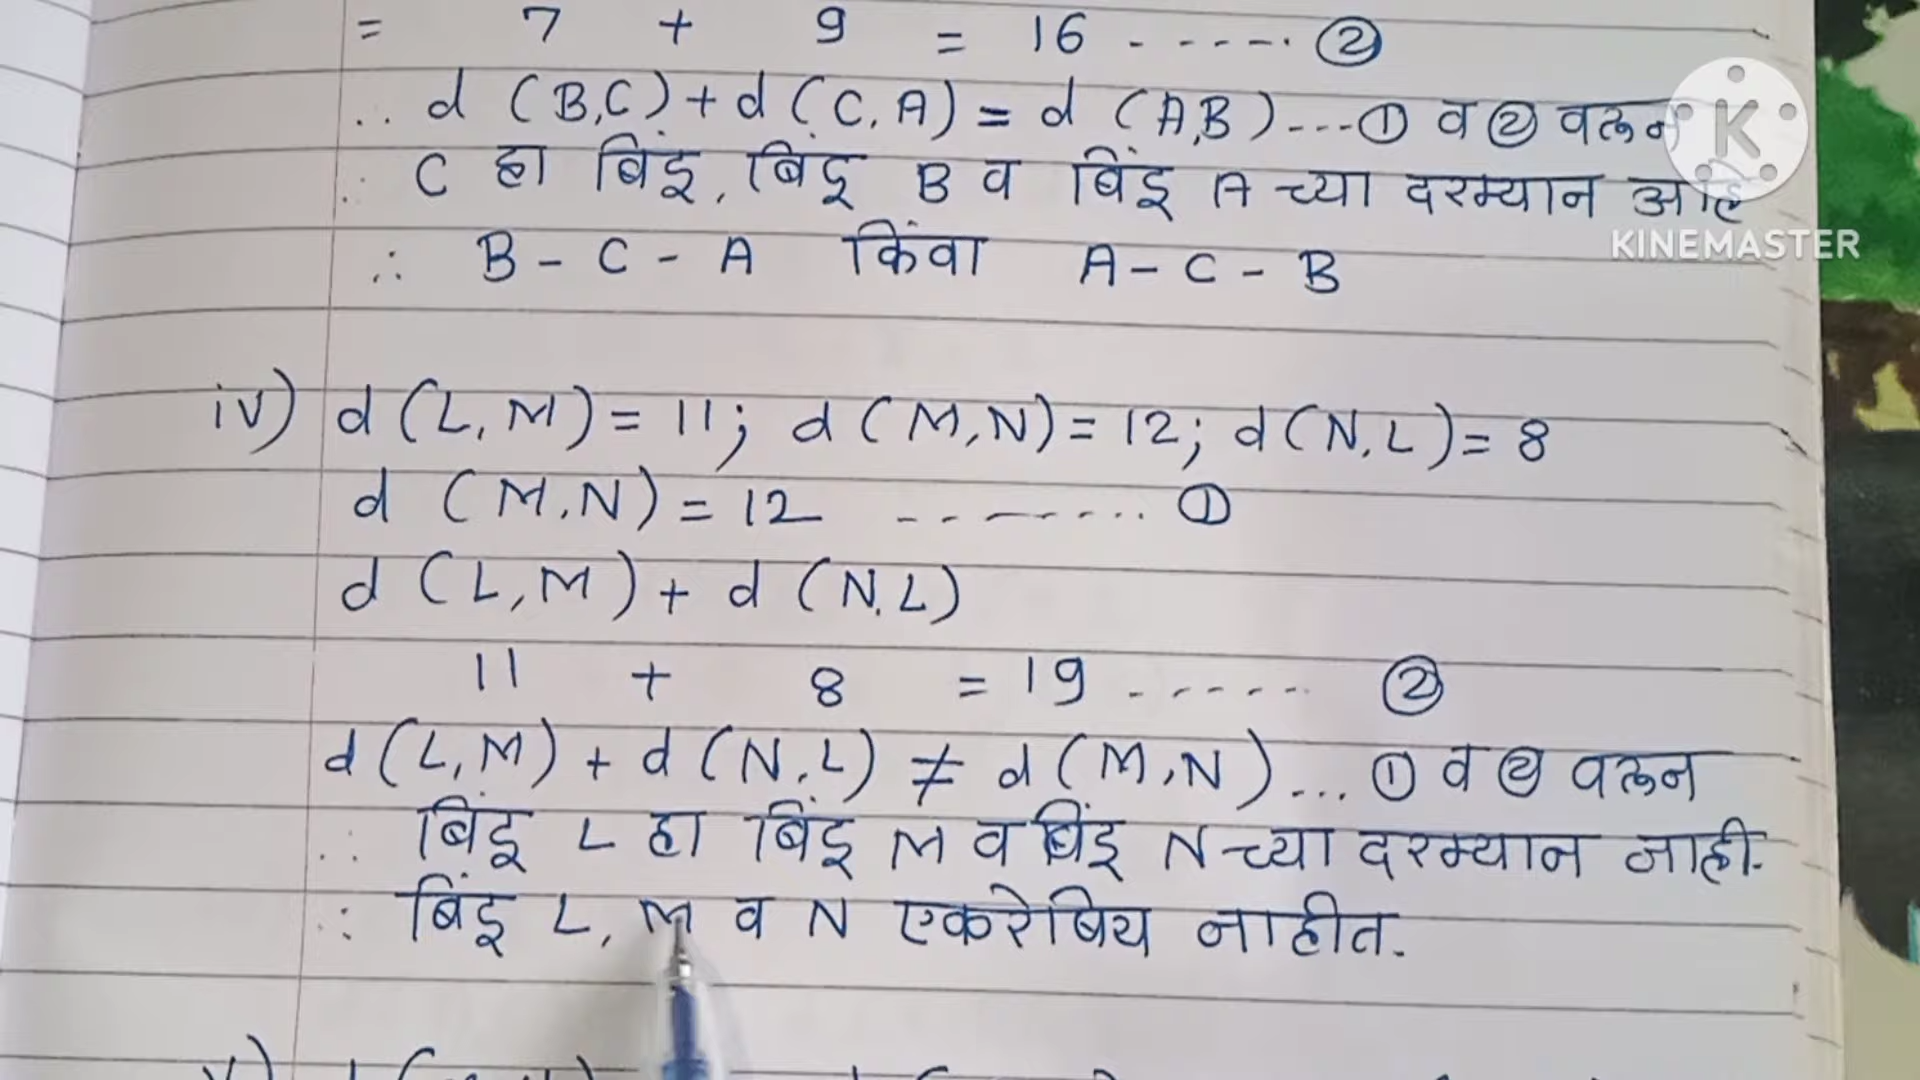 = 7 + 9 = 16 ------ ②
∴ d (B,C) + d (C,A) = d (A,B) ---- ① व ② वरून
∴ C हा बिंदू, बिंदू B व बिंदू A च्या दरम्यान आहे
∴ B - C - A किंवा A - C - B
KINEMASTER
iv) d (L,M) = 11; d (M,N) = 12; d (N,L) = 8
d (M,N) = 12 -------- ①
d (L,M) + d (N,L)
11 + 8 = 19 ------ ②
d (L,M) + d (N,L) ≠ d (M,N) ... ① व ② वरून
∴ बिंदू L हा बिंदू M व बिंदू N च्या दरम्यान नाही.
∴ बिंदू L, M व N एकरेषिय नाहीत.
v)